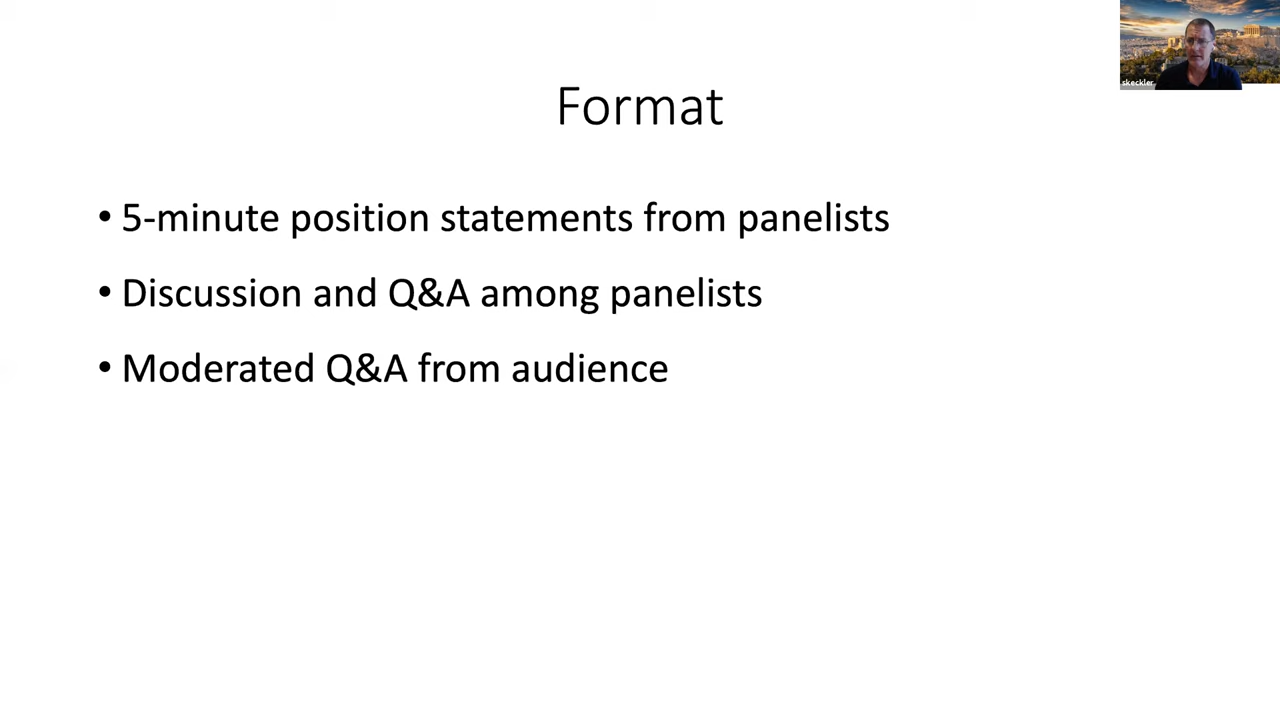 Format
• 5-minute position statements from panelists
• Discussion and Q&A among panelists
• Moderated Q&A from audience
skeckler